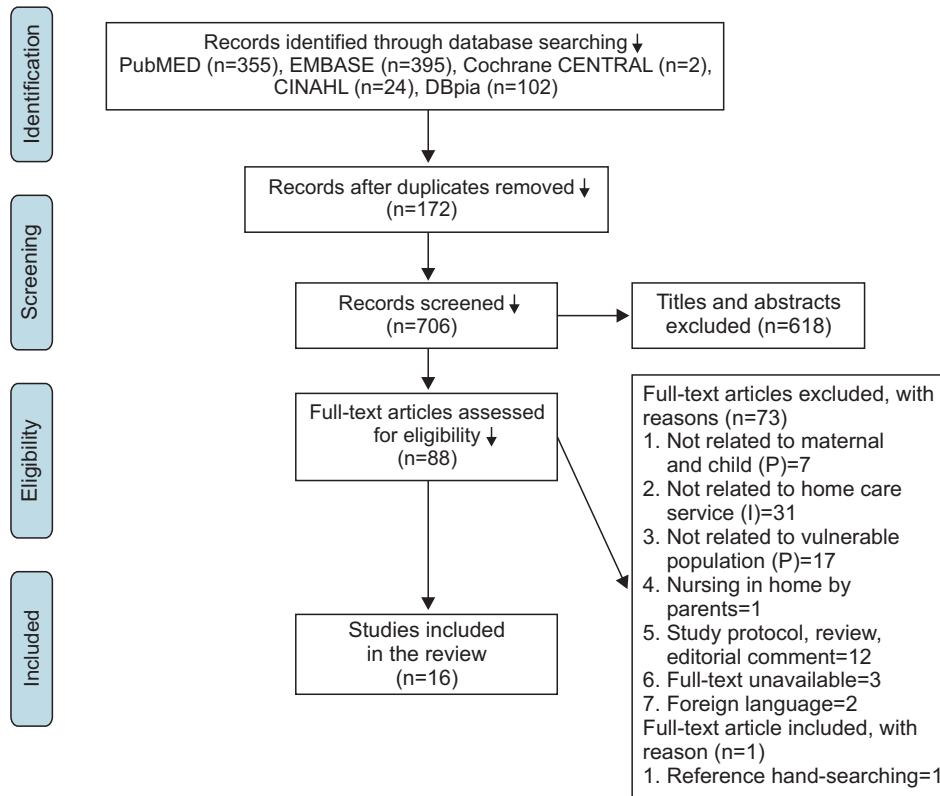 Identification
Records identified through database searching ↓
PubMED (n=355), EMBASE (n=395), Cochrane CENTRAL (n=2),
CINAHL (n=24), DBpia (n=102)
Screening
Records after duplicates removed ↓
(n=172)
Records screened ↓
(n=706)
Titles and abstracts
excluded (n=618)
Eligibility
Full-text articles assessed
for eligibility ↓
(n=88)
Full-text articles excluded, with
reasons (n=73)
1. Not related to maternal
and child (P)=7
2. Not related to home care
service (I)=31
3. Not related to vulnerable
population (P)=17
4. Nursing in home by
parents=1
5. Study protocol, review,
editorial comment=12
6. Full-text unavailable=3
7. Foreign language=2
Full-text article included, with
reason (n=1)
1. Reference hand-searching=1
Included
Studies included
in the review
(n=16)